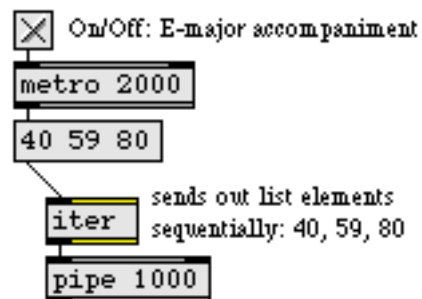 On/Off: E-major accompaniment
metro 2000
40 59 80
iter
sends out list elements
sequentially: 40, 59, 80
pipe 1000